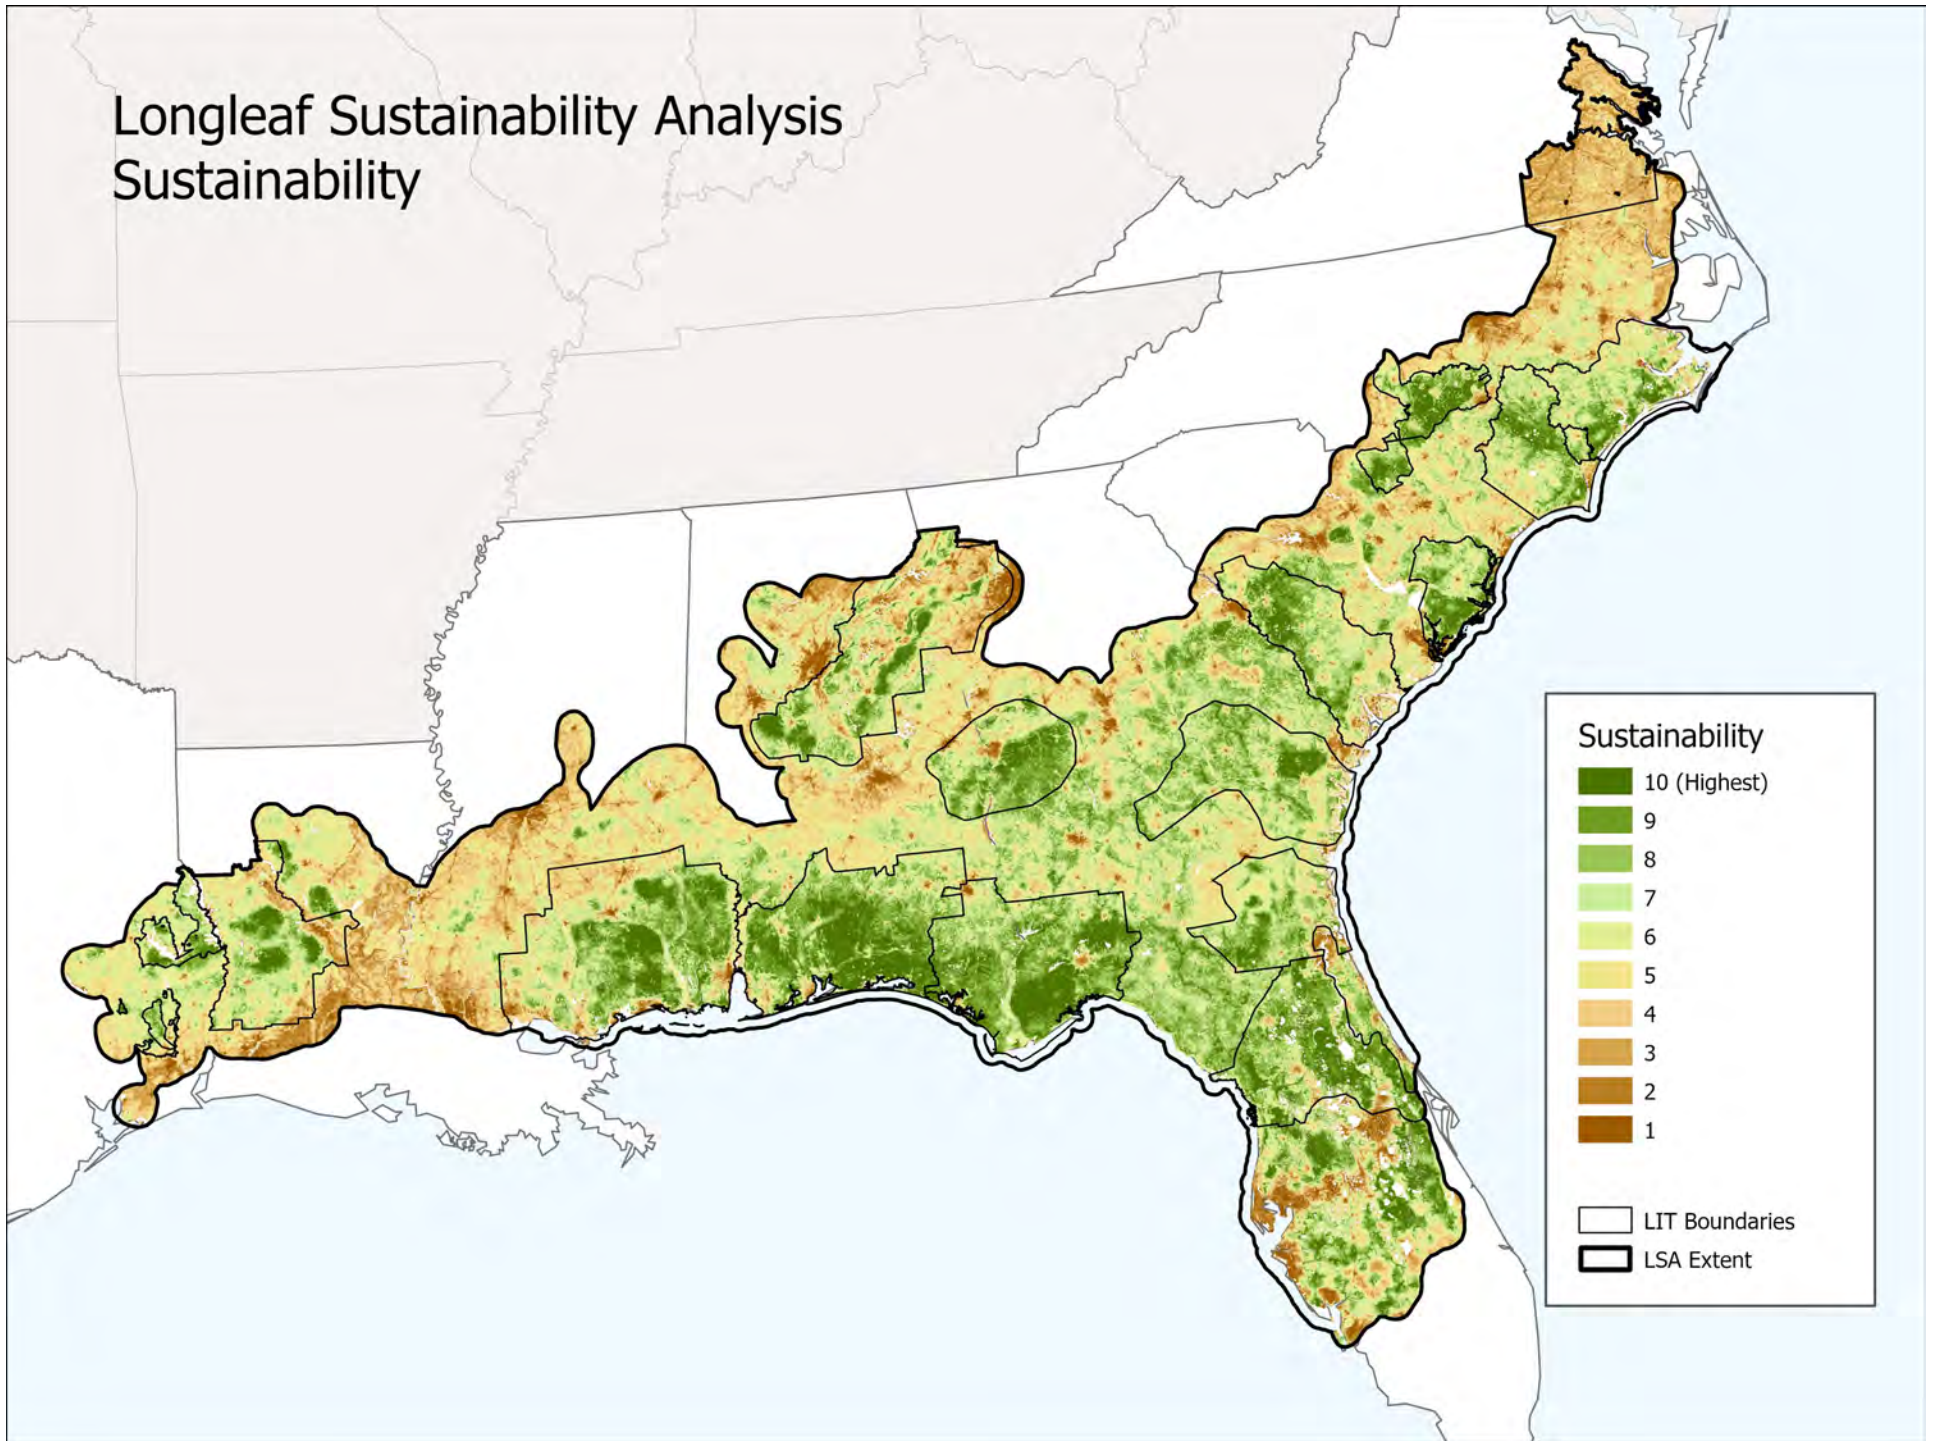 Longleaf Sustainability Analysis
Sustainability
Sustainability
10 (Highest)
9
8
7
6
5
4
3
2
1
LIT Boundaries
LSA Extent